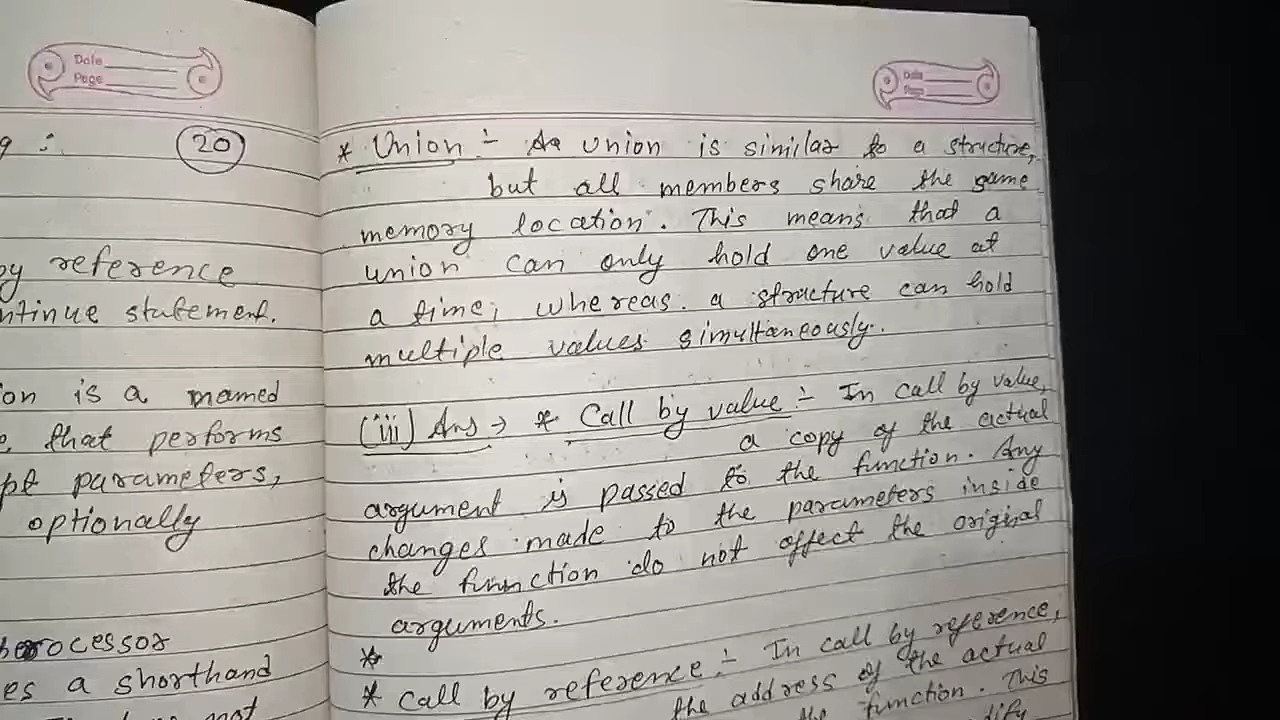 Date
Page
20
by reference
continue statement.
on is a named
that performs
parameters,
optionally
es a shorthand
not
Date
Page
* Union :- A union is similar to a structure,
but all members share the same
memory location. This means that a
union can only hold one value at
a time; whereas a structure can hold
multiple values simultaneously.
(iii) Ans → * Call by value :- In call by value,
a copy of the actual
argument is passed to the function. Any
changes made to the parameters inside
the function do not affect the original
arguments.
*
* Call by reference :- In call by reference,
the address of the actual
the function. This